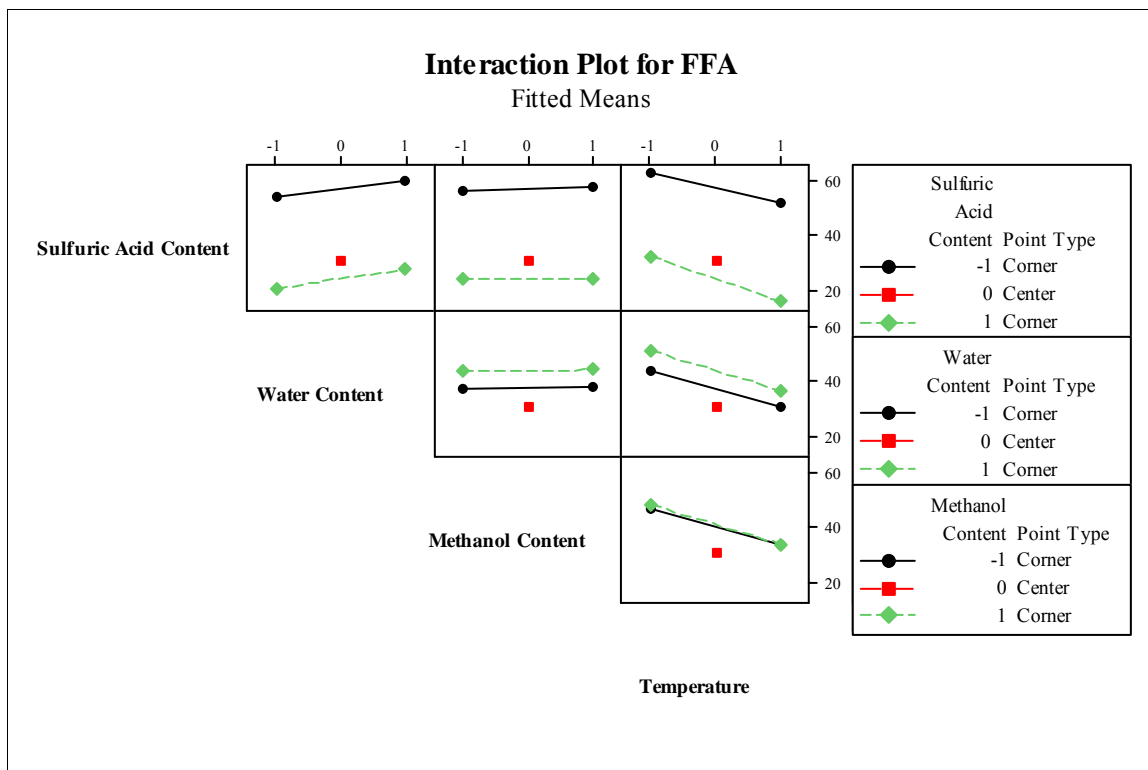 Interaction Plot for FFA
Fitted Means
-1 0 1 -1 0 1 -1 0 1
Sulfuric Acid Content
60
40
20
Water Content
60
40
20
Methanol Content
60
40
20
Temperature
Sulfuric
Acid
Content Point Type
-1 Corner
0 Center
1 Corner
Water
Content Point Type
-1 Corner
0 Center
1 Corner
Methanol
Content Point Type
-1 Corner
0 Center
1 Corner